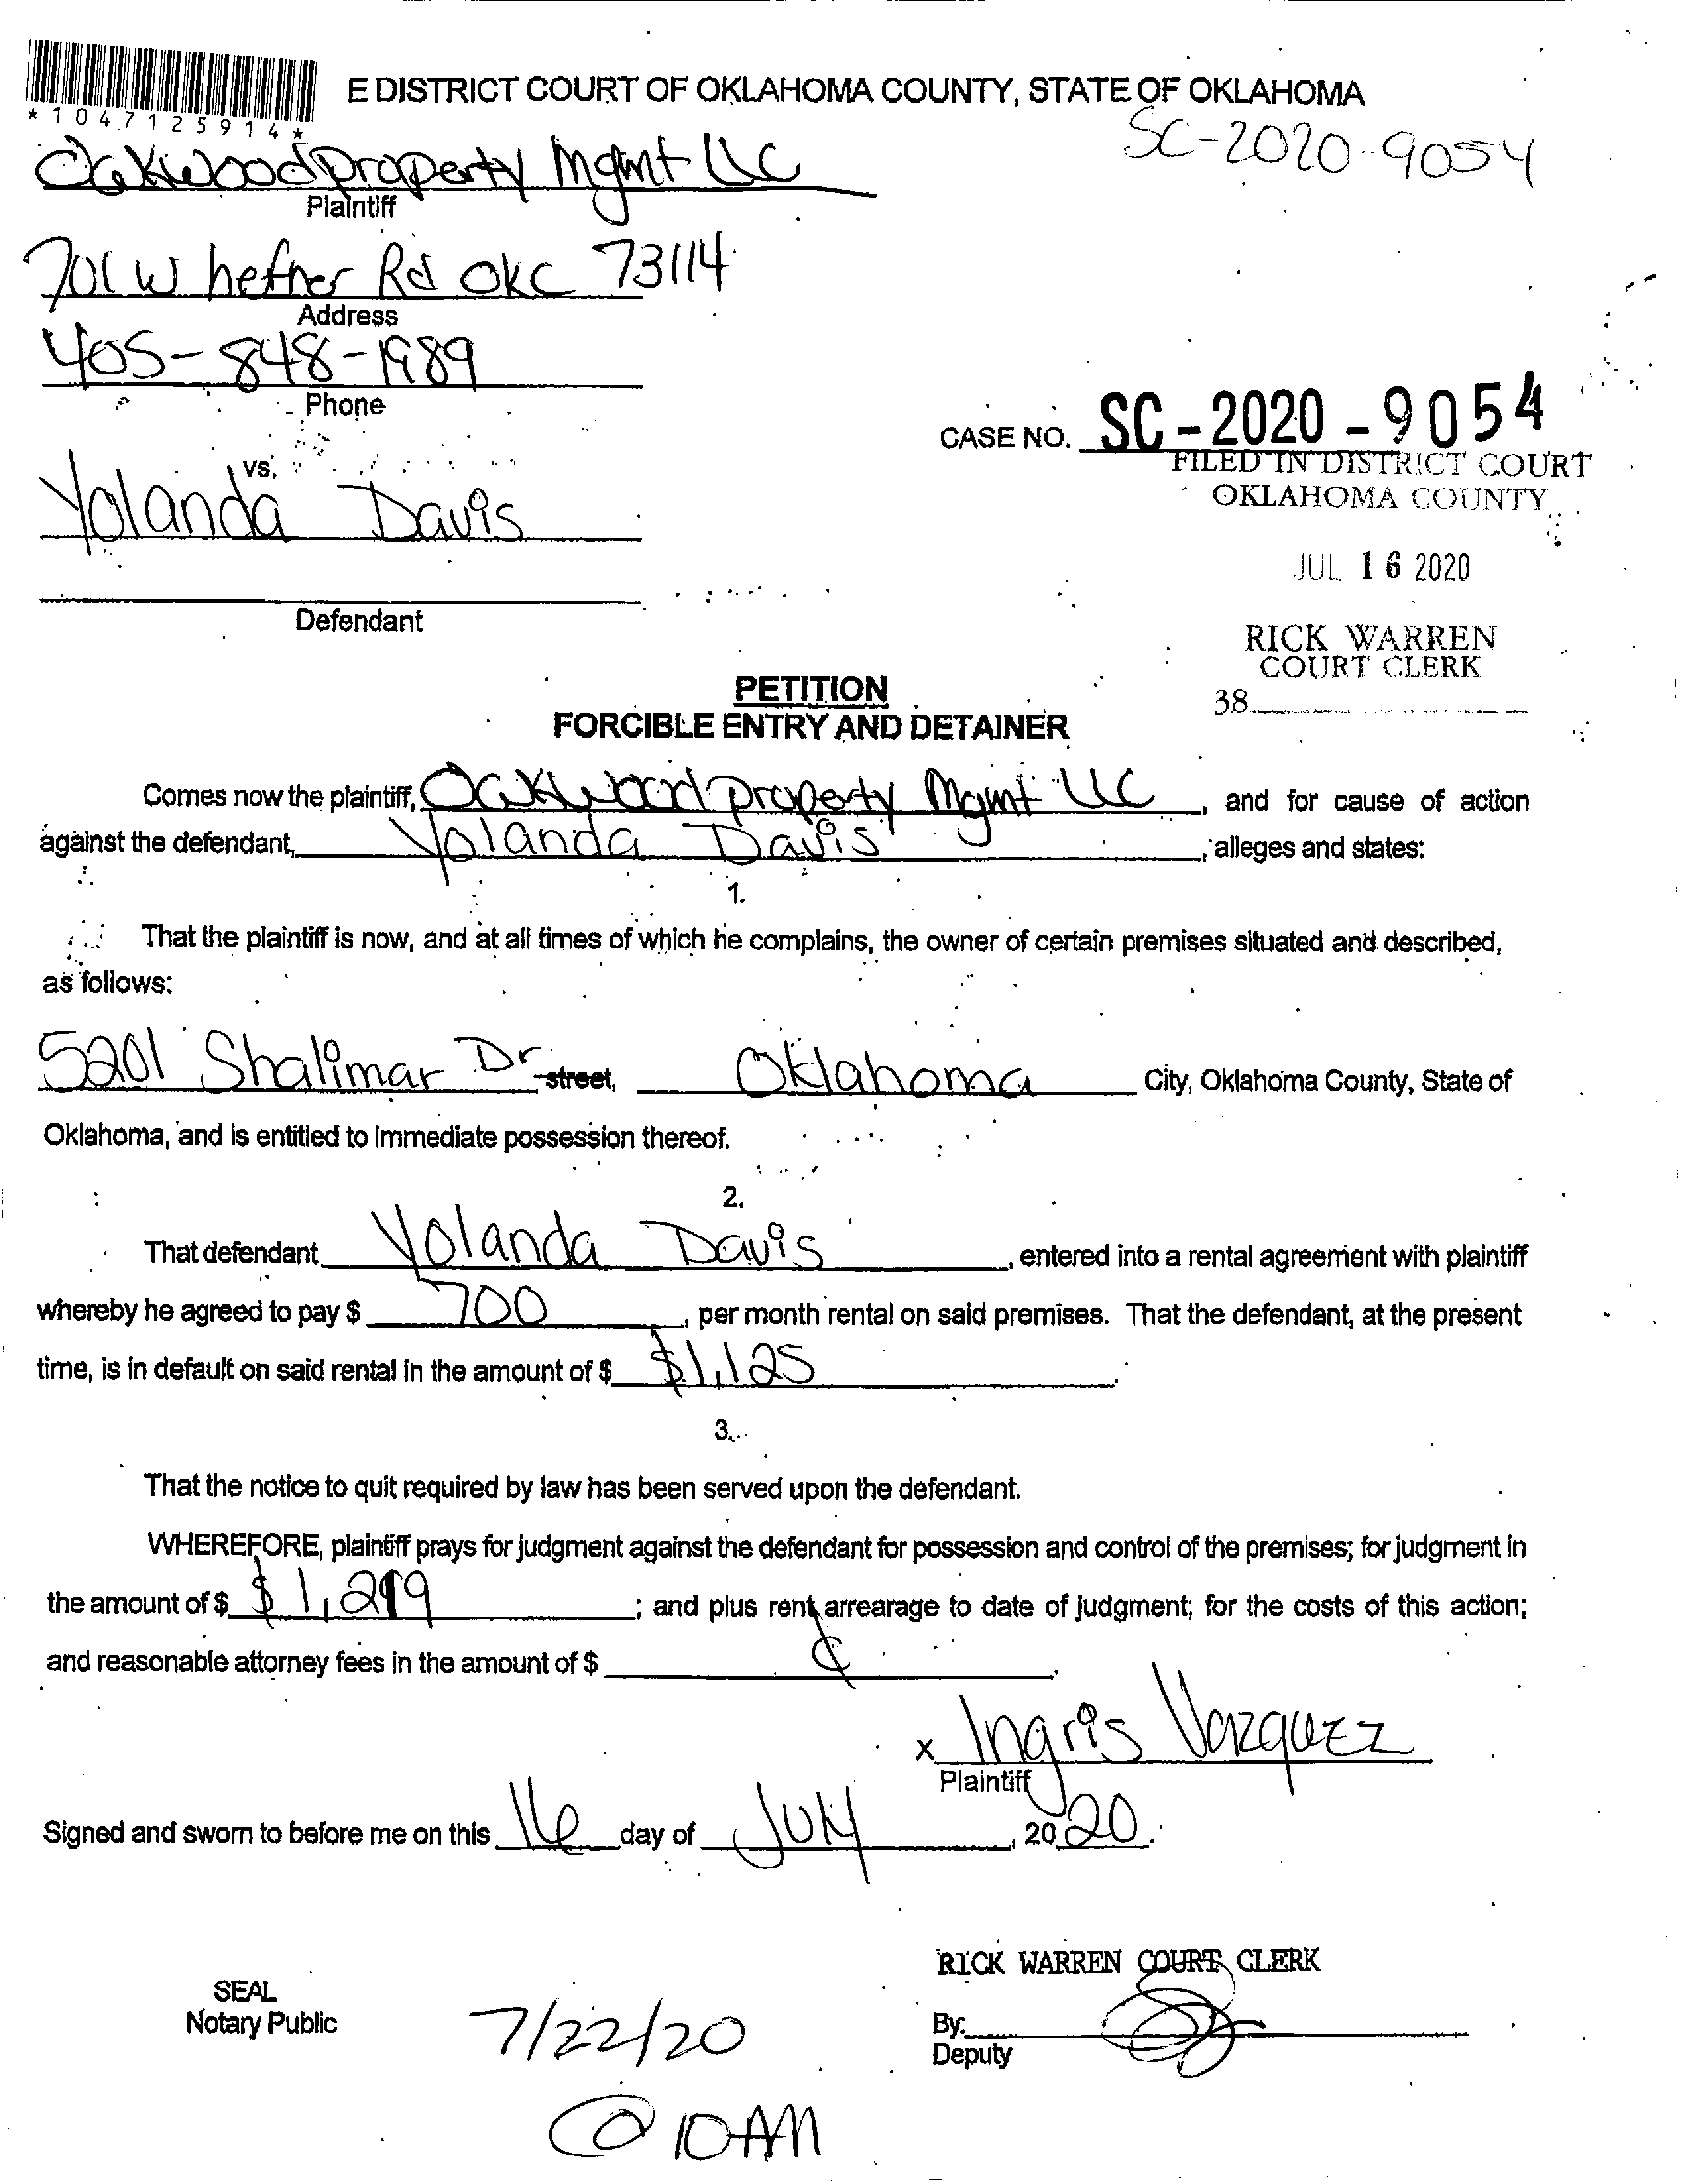 E DISTRICT COURT OF OKLAHOMA COUNTY, STATE OF OKLAHOMA
*1047125914*
SC-2020-9054
Oakwood property Mgmt LLC
Plaintiff
701 W hefner Rd OKC 73114
Address
405-848-1989
Phone
CASE NO. SC-2020-9054
FILED IN DISTRICT COURT
OKLAHOMA COUNTY
vs.
Yolanda Davis
JUL 16 2020
Defendant
RICK WARREN
COURT CLERK
38
PETITION
FORCIBLE ENTRY AND DETAINER
Comes now the plaintiff, Oakwood property Mgmt LLC, and for cause of action
against the defendant, Yolanda Davis, alleges and states:
1.
That the plaintiff is now, and at all times of which he complains, the owner of certain premises situated and described,
as follows:
5201 Shalimar Dr street, Oklahoma City, Oklahoma County, State of
Oklahoma, and is entitled to immediate possession thereof.
2.
That defendant Yolanda Davis, entered into a rental agreement with plaintiff
whereby he agreed to pay $ 700, per month rental on said premises. That the defendant, at the present
time, is in default on said rental in the amount of $ $1,125.
3.
That the notice to quit required by law has been served upon the defendant.
WHEREFORE, plaintiff prays for judgment against the defendant for possession and control of the premises; for judgment in
the amount of $ ; and plus rent arrearage to date of judgment; for the costs of this action;
and reasonable attorney fees in the amount of $
x Ingris Vazquez
Plaintiff
Signed and sworn to before me on this 16 day of July, 2020.
RICK WARREN COURT CLERK
SEAL
Notary Public
7/22/20
By:
Deputy
@ 10AM